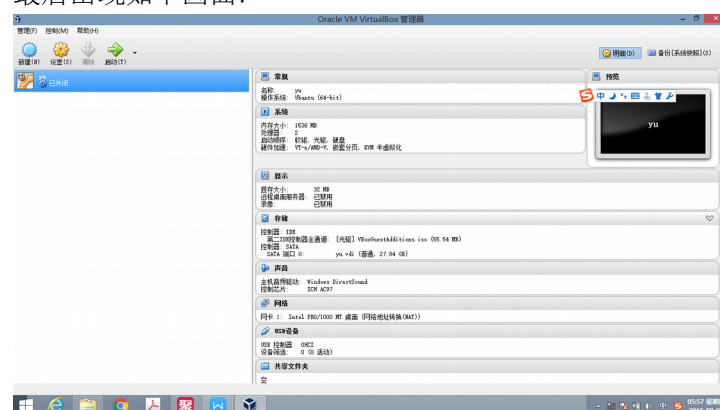 最后出现如下画面:
Oracle VM VirtualBox 管理器
管理(F) 控制(M) 帮助(H)
新建(N) 设置(S) 清除 启动(T)
明细(D) 备份[系统快照](S)
yu
已关闭
常规
名称: yu
操作系统: Ubuntu (64-bit)
系统
内存大小: 1536 MB
处理器: 2
启动顺序: 软驱, 光驱, 硬盘
硬件加速: VT-x/AMD-V, 嵌套分页, KVM 半虚拟化
预览
中
yu
显示
显存大小: 32 MB
远程桌面服务器: 已禁用
录像: 已禁用
存储
控制器: IDE
第二IDE控制器主通道: [光驱] VBoxGuestAdditions.iso (55.54 MB)
控制器: SATA
SATA 端口 0: yu.vdi (普通, 27.84 GB)
声音
主机音频驱动: Windows DirectSound
控制芯片: ICH AC97
网络
网卡 1: Intel PRO/1000 MT 桌面 (网络地址转换(NAT))
USB设备
USB 控制器: OHCI
设备筛选: 0 (0 活动)
共享文件夹
空
聚
中
05:57